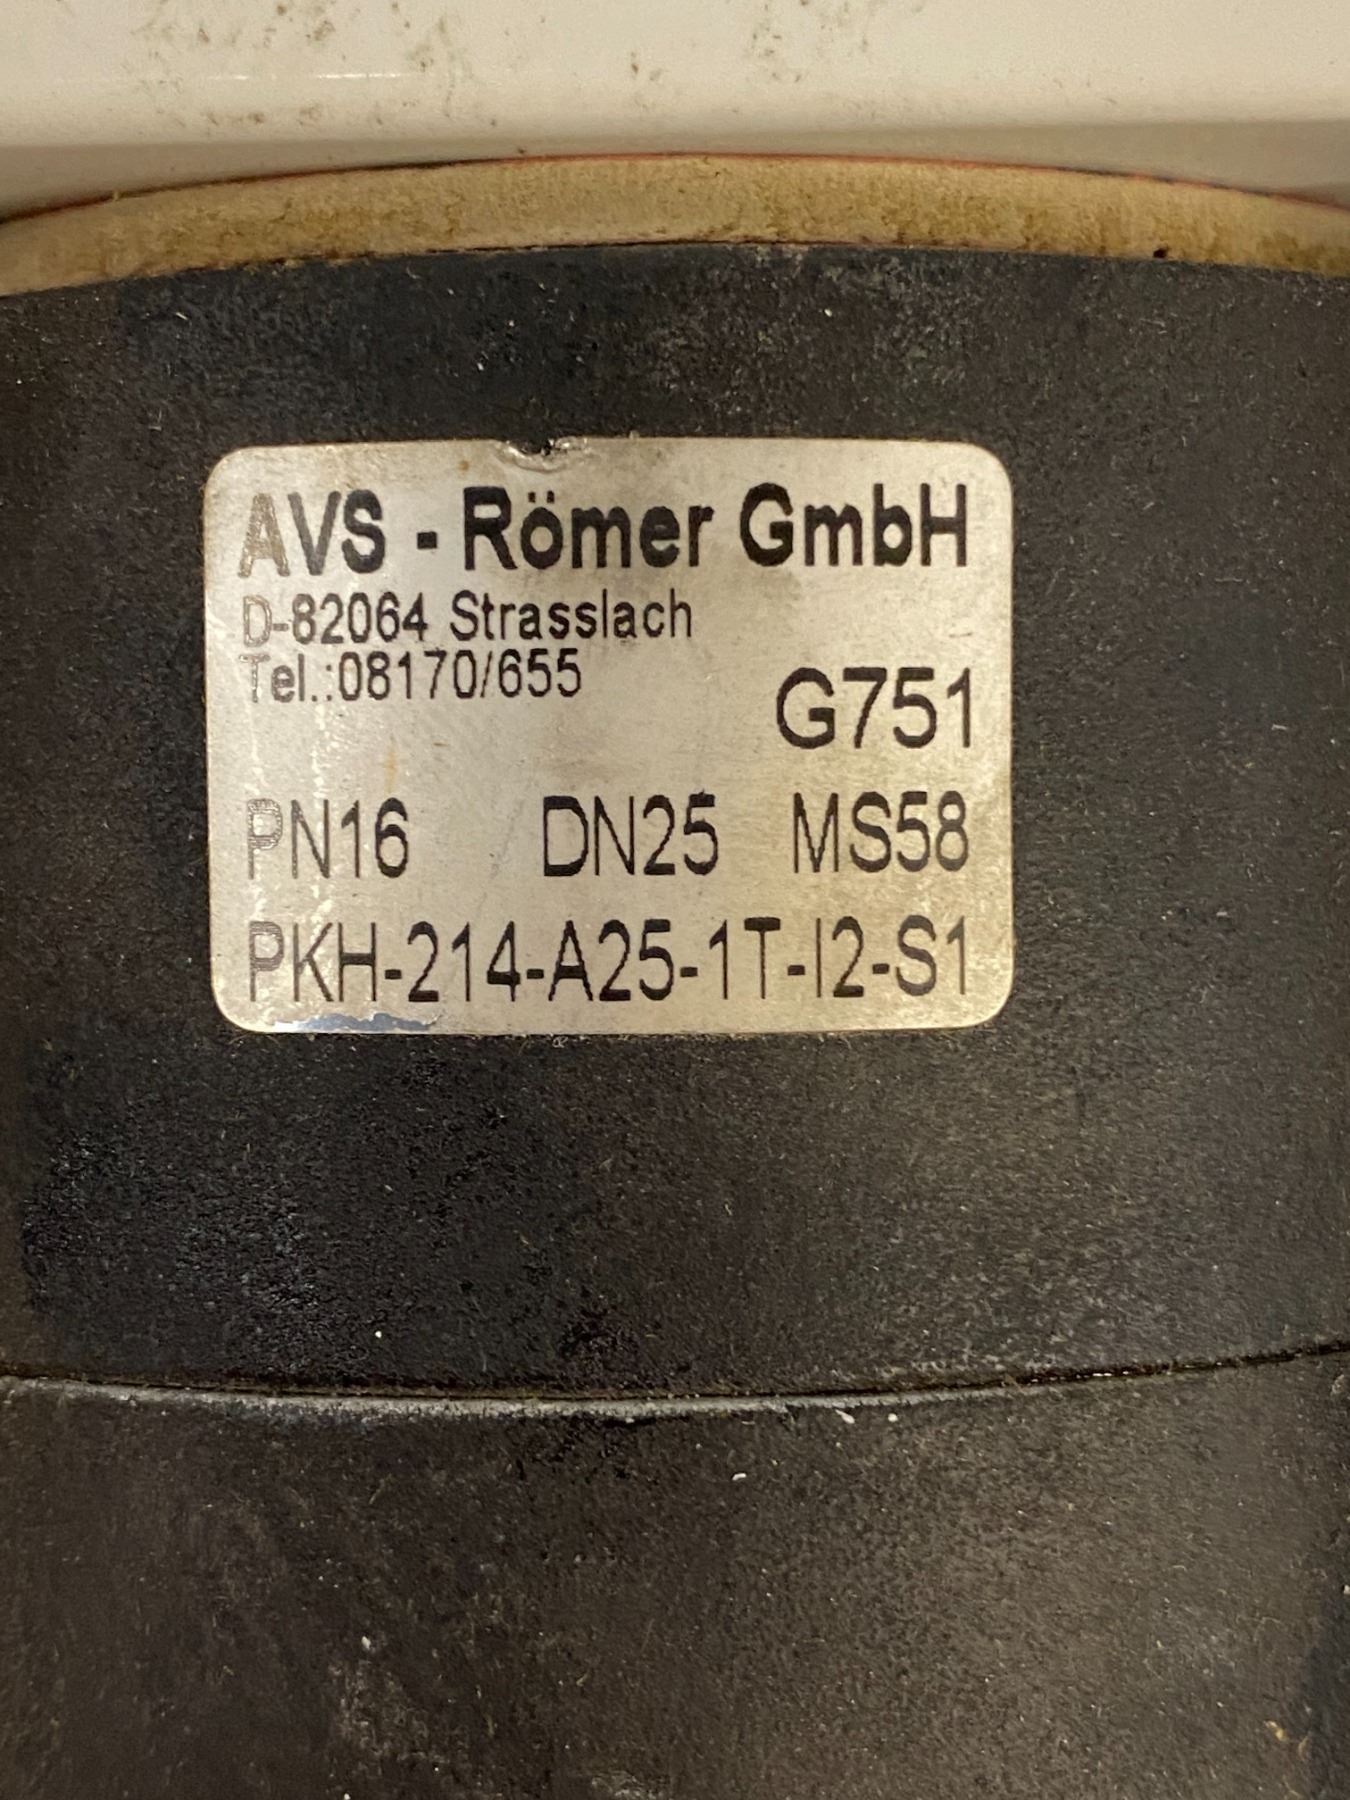 AVS - Römer GmbH
D-82064 Strasslach
Tel.:08170/655
G751
PN16 DN25 MS58
PKH-214-A25-1T-I2-S1